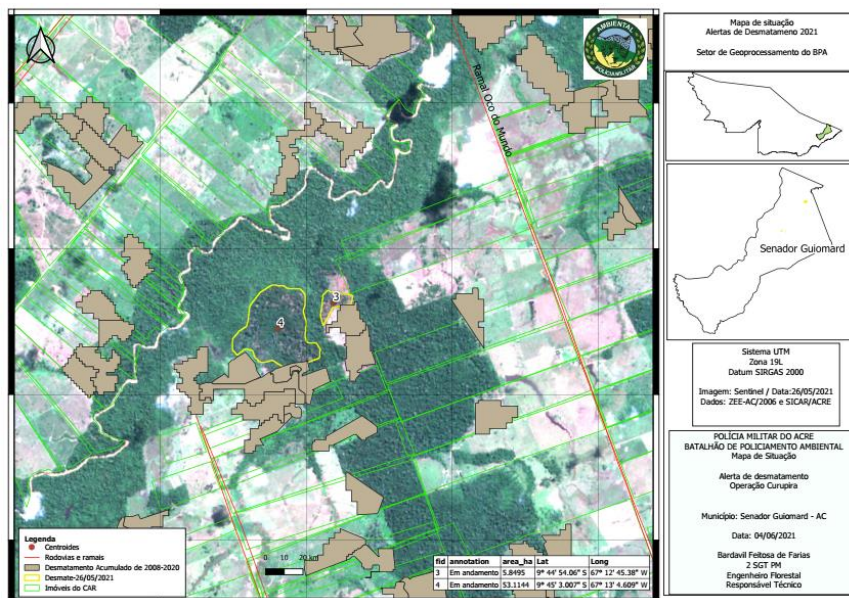 AMBIENTAL
POLÍCIA MILITAR
Ramal Oco do Mundo
3
4
Legenda
Centroides
Rodovias e ramais
Desmatamento Acumulado de 2008-2020
Desmate-26/05/2021
Imóveis do CAR
0 10 20 km
fid annotation area_ha Lat Long
3 Em andamento 5.8495 9° 44' 54.06" S 67° 12' 45.38" W
4 Em andamento 53.1144 9° 45' 3.007" S 67° 13' 4.609" W
Mapa de situação
Alertas de Desmatameno 2021
Setor de Geoprocessamento do BPA
Senador Guiomard
Sistema UTM
Zona 19L
Datum SIRGAS 2000
Imagem: Sentinel / Data:26/05/2021
Dados: ZEE-AC/2006 e SICAR/ACRE
POLÍCIA MILITAR DO ACRE
BATALHÃO DE POLICIAMENTO AMBIENTAL
Mapa de Situação
Alerta de desmatamento
Operação Curupira
Município: Senador Guiomard - AC
Data: 04/06/2021
Bardavil Feitosa de Farias
2 SGT PM
Engenheiro Florestal
Responsável Técnico